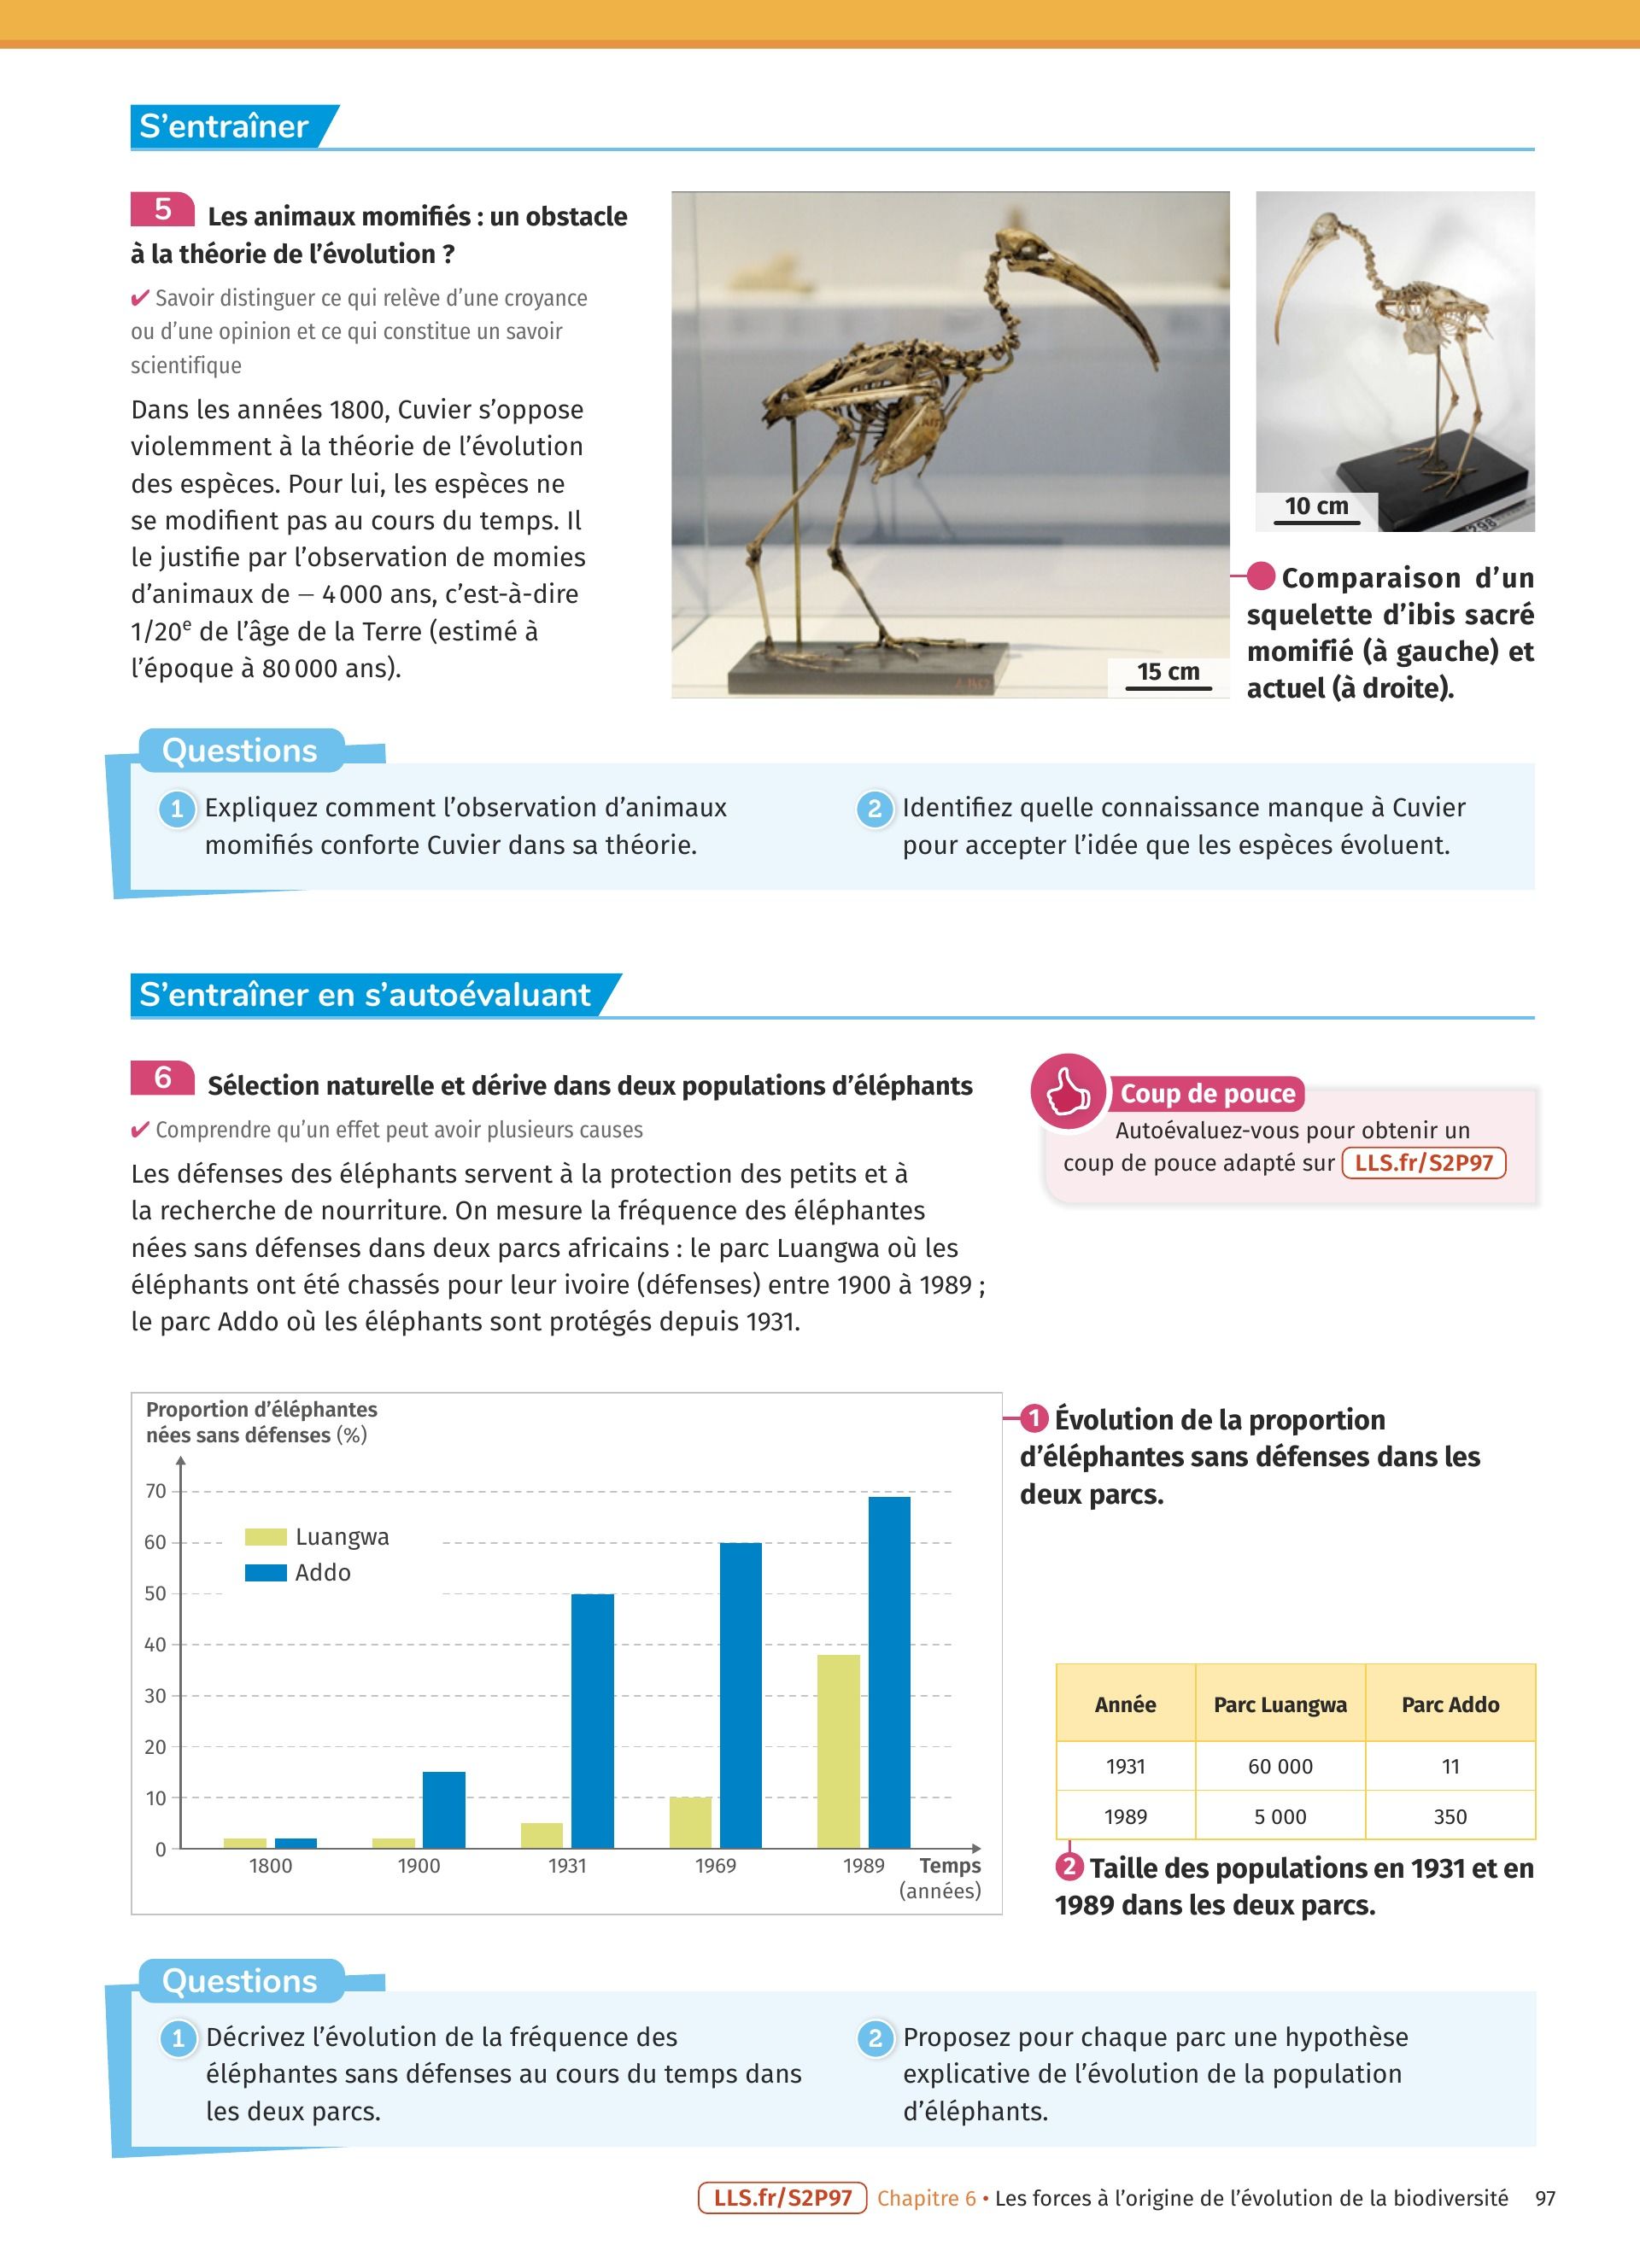 S'entraîner
5 Les animaux momifiés : un obstacle
à la théorie de l'évolution ?
✔ Savoir distinguer ce qui relève d'une croyance
ou d'une opinion et ce qui constitue un savoir
scientifique
Dans les années 1800, Cuvier s'oppose
violemment à la théorie de l'évolution
des espèces. Pour lui, les espèces ne
se modifient pas au cours du temps. Il
le justifie par l'observation de momies
d'animaux de – 4 000 ans, c'est-à-dire
1/20e de l'âge de la Terre (estimé à
l'époque à 80 000 ans).
15 cm
10 cm
298
Comparaison d'un
squelette d'ibis sacré
momifié (à gauche) et
actuel (à droite).
Questions
1 Expliquez comment l'observation d'animaux
momifiés conforte Cuvier dans sa théorie.
2 Identifiez quelle connaissance manque à Cuvier
pour accepter l'idée que les espèces évoluent.
S'entraîner en s'autoévaluant
6 Sélection naturelle et dérive dans deux populations d'éléphants
✔ Comprendre qu'un effet peut avoir plusieurs causes
Les défenses des éléphants servent à la protection des petits et à
la recherche de nourriture. On mesure la fréquence des éléphantes
nées sans défenses dans deux parcs africains : le parc Luangwa où les
éléphants ont été chassés pour leur ivoire (défenses) entre 1900 à 1989 ;
le parc Addo où les éléphants sont protégés depuis 1931.
Coup de pouce
Autoévaluez-vous pour obtenir un
coup de pouce adapté sur LLS.fr/S2P97
Proportion d'éléphantes
nées sans défenses (%)
70
60
50
40
30
20
10
0
Luangwa
Addo
1800 1900 1931 1969 1989 Temps
(années)
1 Évolution de la proportion
d'éléphantes sans défenses dans les
deux parcs.
Année Parc Luangwa Parc Addo
1931 60 000 11
1989 5 000 350
2 Taille des populations en 1931 et en
1989 dans les deux parcs.
Questions
1 Décrivez l'évolution de la fréquence des
éléphantes sans défenses au cours du temps dans
les deux parcs.
2 Proposez pour chaque parc une hypothèse
explicative de l'évolution de la population
d'éléphants.
LLS.fr/S2P97 Chapitre 6 • Les forces à l'origine de l'évolution de la biodiversité 97